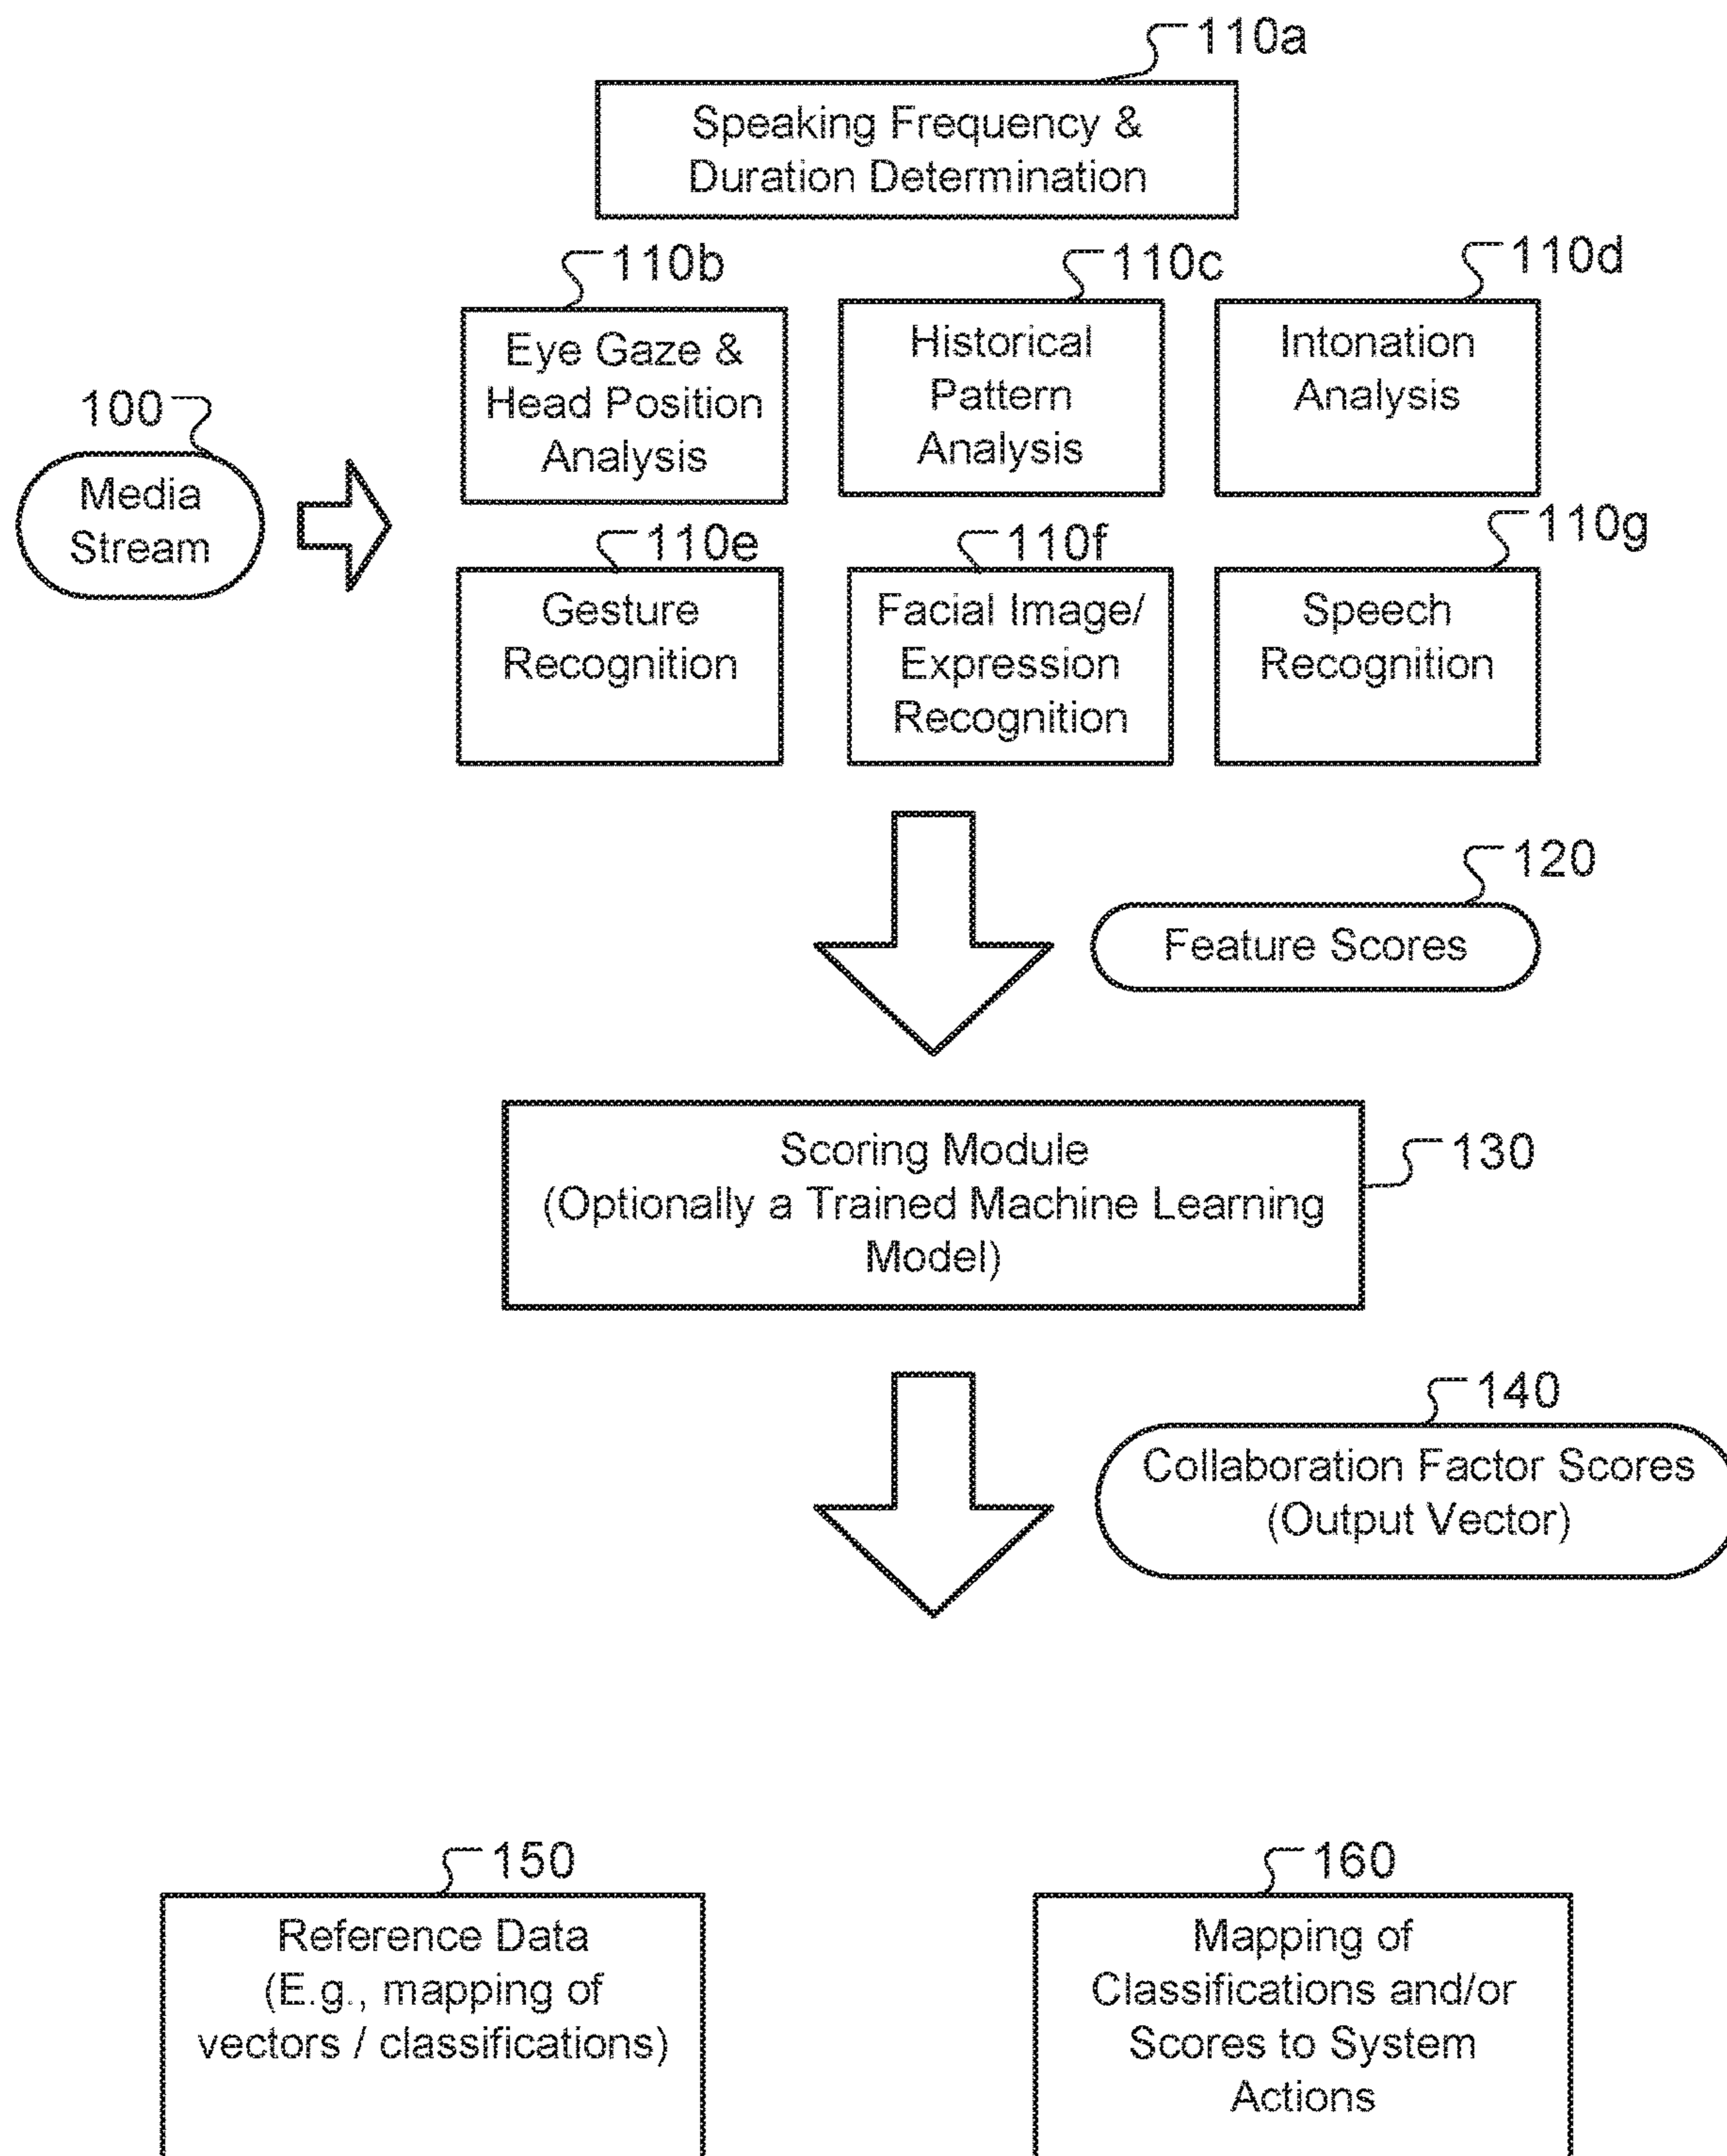 110a
Speaking Frequency &
Duration Determination
110b
Eye Gaze &
Head Position
Analysis
110c
Historical
Pattern
Analysis
110d
Intonation
Analysis
100
Media
Stream
110e
Gesture
Recognition
110f
Facial Image/
Expression
Recognition
110g
Speech
Recognition
120
Feature Scores
Scoring Module
(Optionally a Trained Machine Learning
Model)
130
140
Collaboration Factor Scores
(Output Vector)
150
Reference Data
(E.g., mapping of
vectors / classifications)
160
Mapping of
Classifications and/or
Scores to System
Actions